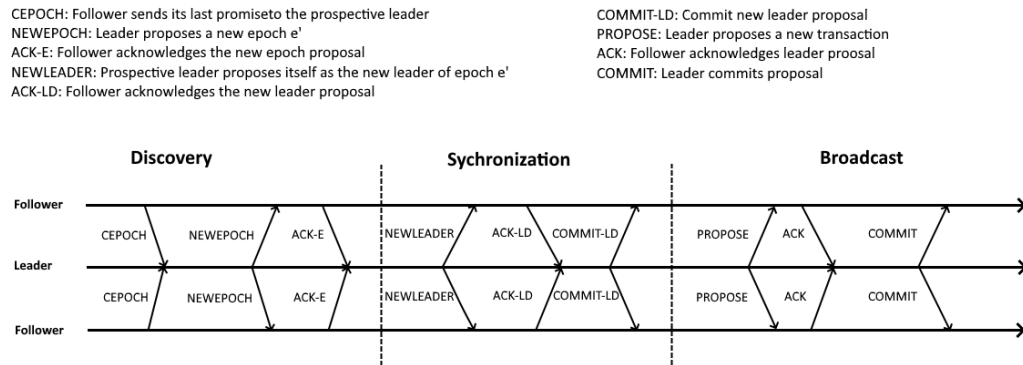 CEPOCH: Follower sends its last promiseto the prospective leader
NEWEPOCH: Leader proposes a new epoch e'
ACK-E: Follower acknowledges the new epoch proposal
NEWLEADER: Prospective leader proposes itself as the new leader of epoch e'
ACK-LD: Follower acknowledges the new leader proposal
COMMIT-LD: Commit new leader proposal
PROPOSE: Leader proposes a new transaction
ACK: Follower acknowledges leader proosal
COMMIT: Leader commits proposal
Discovery
Sychronization
Broadcast
Follower
CEPOCH
NEWEPOCH
ACK-E
NEWLEADER
ACK-LD
COMMIT-LD
PROPOSE
ACK
COMMIT
Leader
CEPOCH
NEWEPOCH
ACK-E
NEWLEADER
ACK-LD
COMMIT-LD
PROPOSE
ACK
COMMIT
Follower